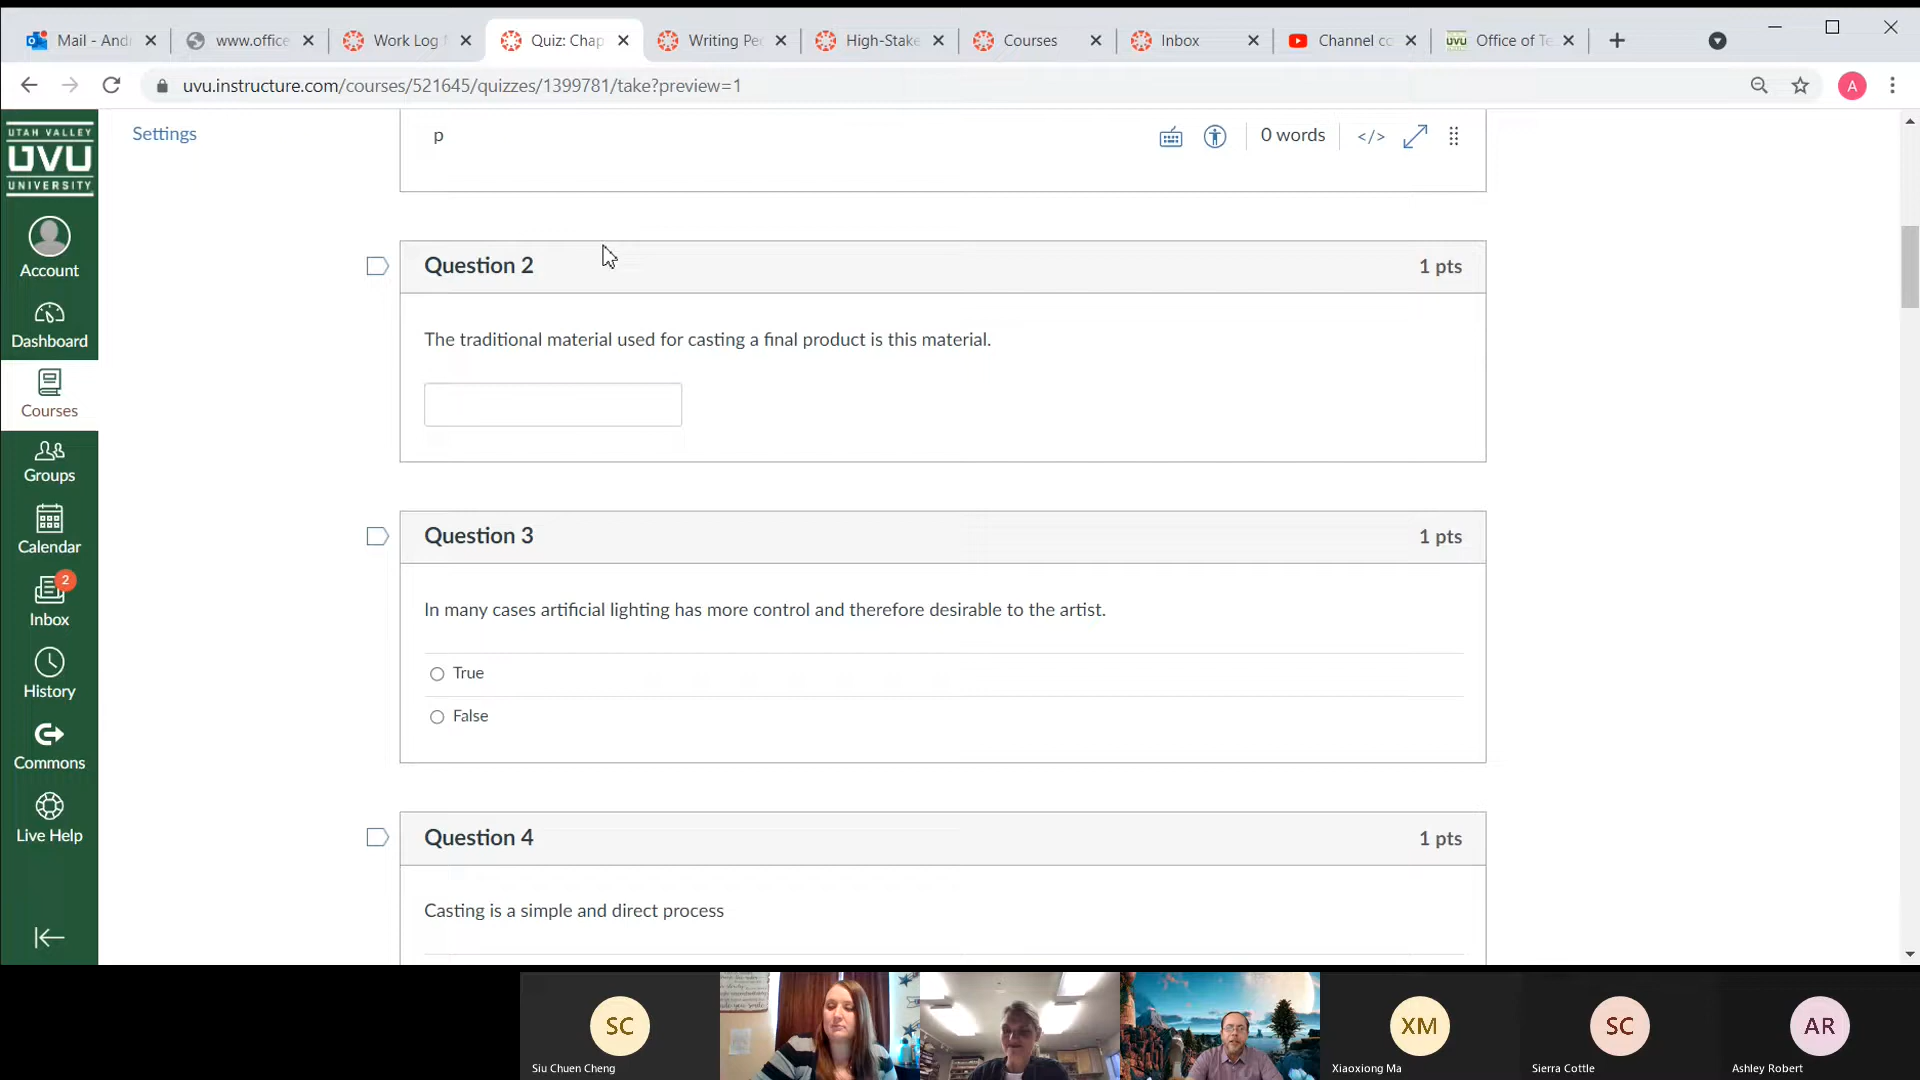 Mail - And
www.office
Work Log
Quiz: Chap
Writing Pe
High-Stake
Courses
Inbox
Channel co
UVU
Office of Te
uvu.instructure.com/courses/521645/quizzes/1399781/take?preview=1
A
UTAH VALLEY
UVU
UNIVERSITY
Account
Dashboard
Courses
Groups
Calendar
2
Inbox
History
Commons
Live Help
Settings
p
0 words
</>
Question 2
1 pts
The traditional material used for casting a final product is this material.
Question 3
1 pts
In many cases artificial lighting has more control and therefore desirable to the artist.
True
False
Question 4
1 pts
Casting is a simple and direct process
SC
Siu Chuen Cheng
XM
Xiaoxiong Ma
SC
Sierra Cottle
AR
Ashley Robert